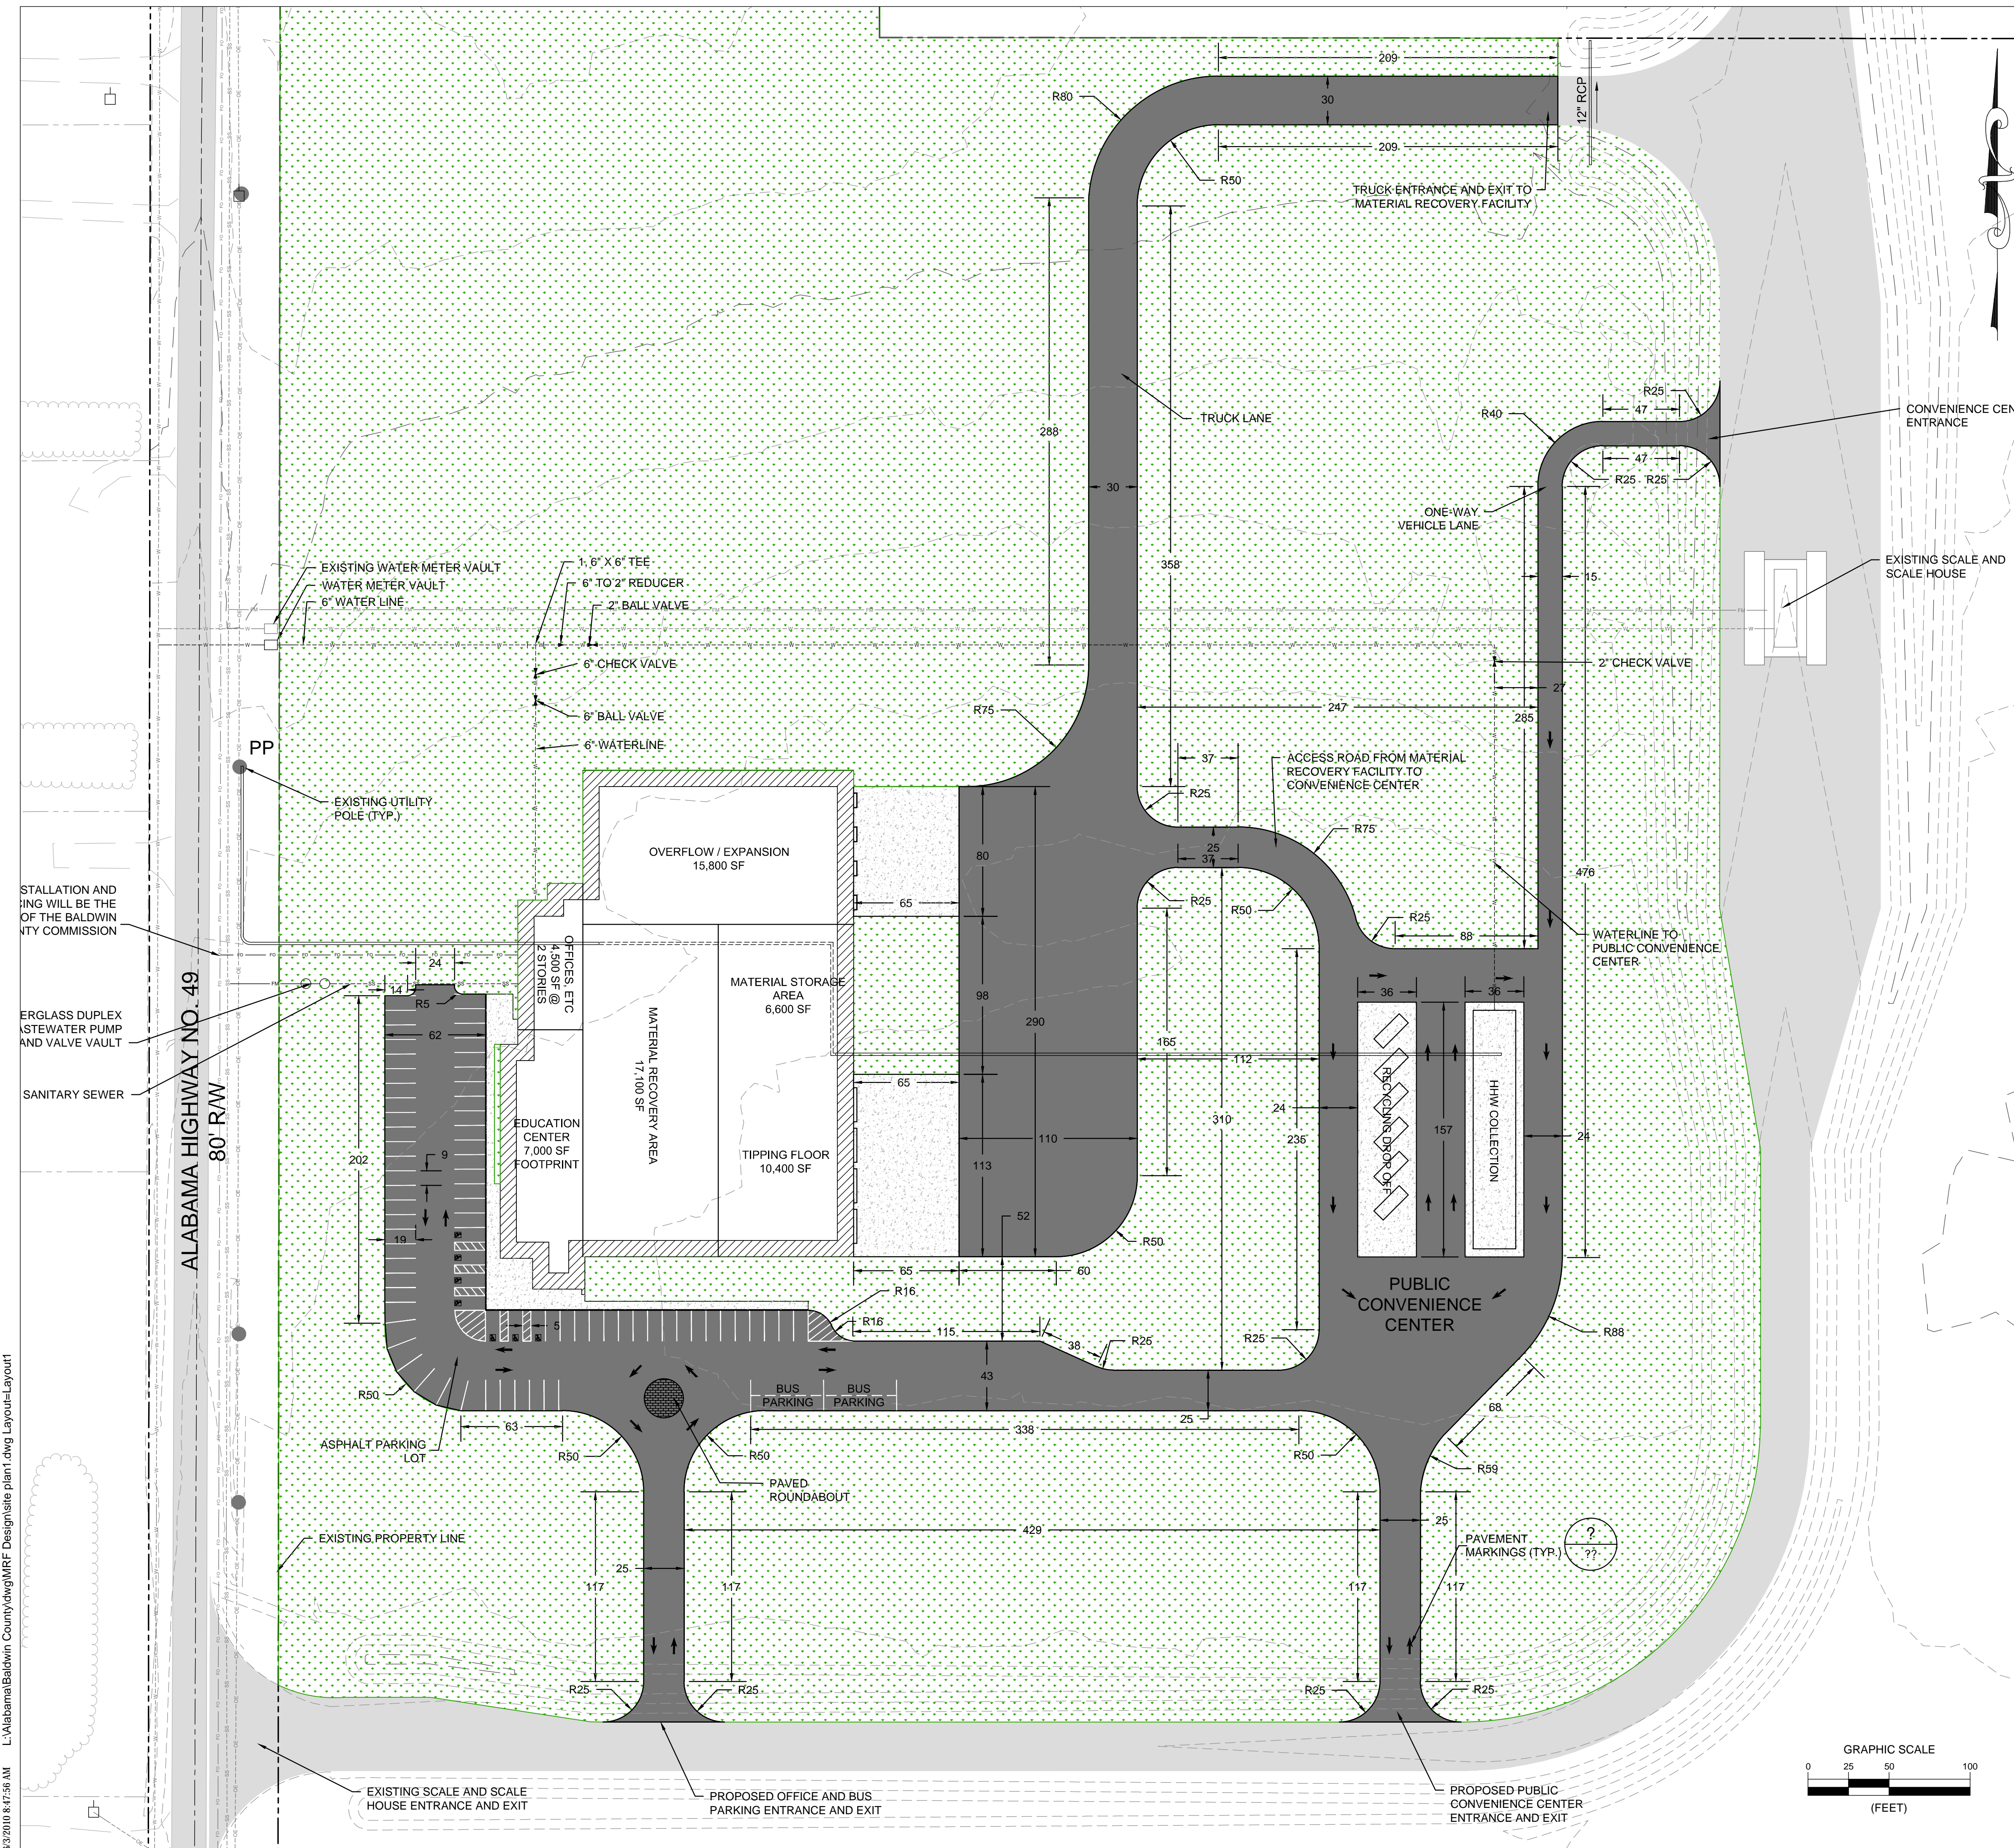 209
R80
30
12" RCP
209
R50
TRUCK ENTRANCE AND EXIT TO
MATERIAL RECOVERY FACILITY
R25
47
R40
CONVENIENCE CEN
ENTRANCE
TRUCK LANE
288
47
R25
R25
30
ONE-WAY
VEHICLE LANE
EXISTING WATER METER VAULT
WATER METER VAULT
6" WATER LINE
1, 6" X 6" TEE
6" TO 2" REDUCER
2" BALL VALVE
358
15
EXISTING SCALE AND
SCALE HOUSE
6" CHECK VALVE
2" CHECK VALVE
27
6" BALL VALVE
R75
247
285
6" WATERLINE
PP
37
ACCESS ROAD FROM MATERIAL
RECOVERY FACILITY TO
CONVENIENCE CENTER
EXISTING UTILITY
POLE (TYP.)
R25
R75
OVERFLOW / EXPANSION
15,800 SF
80
25
37
476
STALLATION AND
CING WILL BE THE
OF THE BALDWIN
NTY COMMISSION
65
R25
R50
R25
88
WATERLINE TO
PUBLIC CONVENIENCE
CENTER
24
OFFICES, ETC
4,500 SF @
2 STORIES
14
R5
MATERIAL STORAGE
AREA
6,600 SF
98
36
36
ERGLASS DUPLEX
ASTEWATER PUMP
AND VALVE VAULT
62
290
165
112
SANITARY SEWER
ALABAMA HIGHWAY NO. 49
80' R/W
MATERIAL RECOVERY AREA
17,100 SF
65
RECYCLING DROP OFF
HHW COLLECTION
24
310
235
157
24
EDUCATION
CENTER
7,000 SF
FOOTPRINT
110
202
9
TIPPING FLOOR
10,400 SF
113
52
19
R50
65
60
PUBLIC
CONVENIENCE
CENTER
R16
R16
5
115
38
R25
R25
R88
43
R50
BUS
PARKING
BUS
PARKING
68
63
25
338
ASPHALT PARKING
LOT
R50
R50
R50
R59
PAVED
ROUNDABOUT
EXISTING PROPERTY LINE
429
25
PAVEMENT
MARKINGS (TYP.)
?
??
25
117
117
117
117
R25
R25
R25
R25
EXISTING SCALE AND SCALE
HOUSE ENTRANCE AND EXIT
PROPOSED OFFICE AND BUS
PARKING ENTRANCE AND EXIT
PROPOSED PUBLIC
CONVENIENCE CENTER
ENTRANCE AND EXIT
GRAPHIC SCALE
0 25 50 100
(FEET)
/3/2010 8:47:56 AM L:\Alabama\Baldwin County\dwg\MRF Design\site plan1.dwg Layout=Layout1